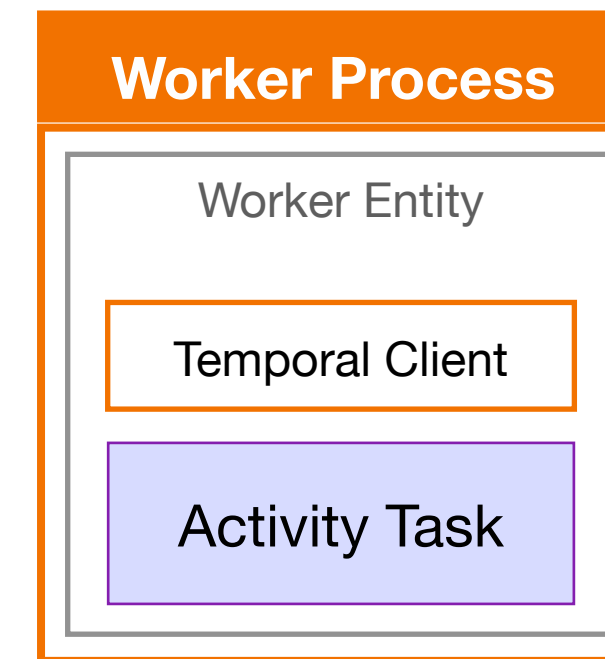 Worker Process
Worker Entity
Temporal Client
Activity Task